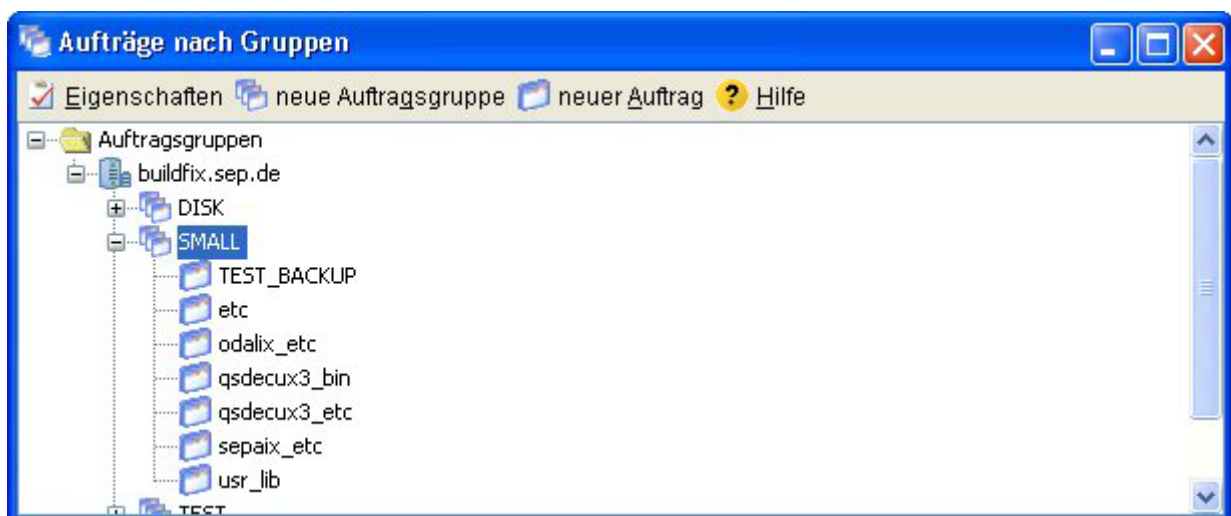 Aufträge nach Gruppen
Eigenschaften neue Auftragsgruppe neuer Auftrag ? Hilfe
Auftragsgruppen
buildfix.sep.de
DISK
SMALL
TEST_BACKUP
etc
odalix_etc
qsdecux3_bin
qsdecux3_etc
sepaix_etc
usr_lib
TEST